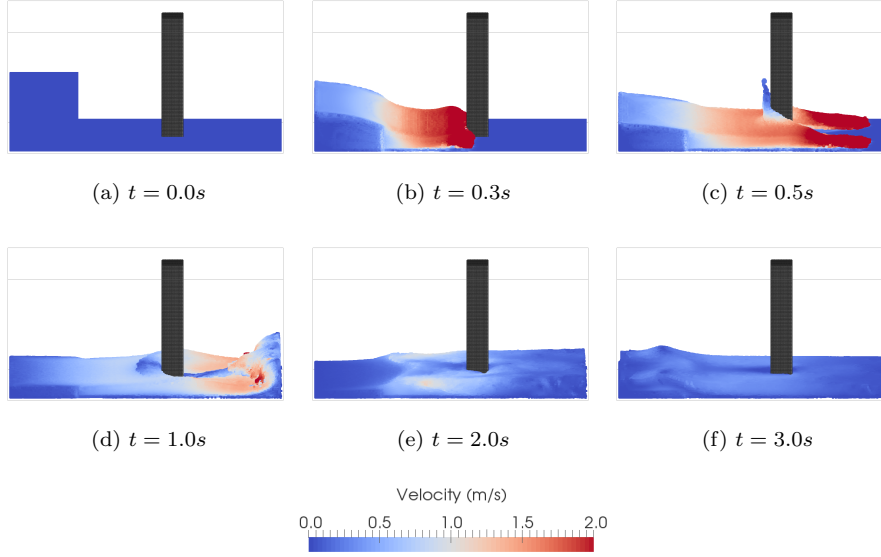 (a) t = 0.0s
(b) t = 0.3s
(c) t = 0.5s
(d) t = 1.0s
(e) t = 2.0s
(f) t = 3.0s
Velocity (m/s)
0.0 0.5 1.0 1.5 2.0